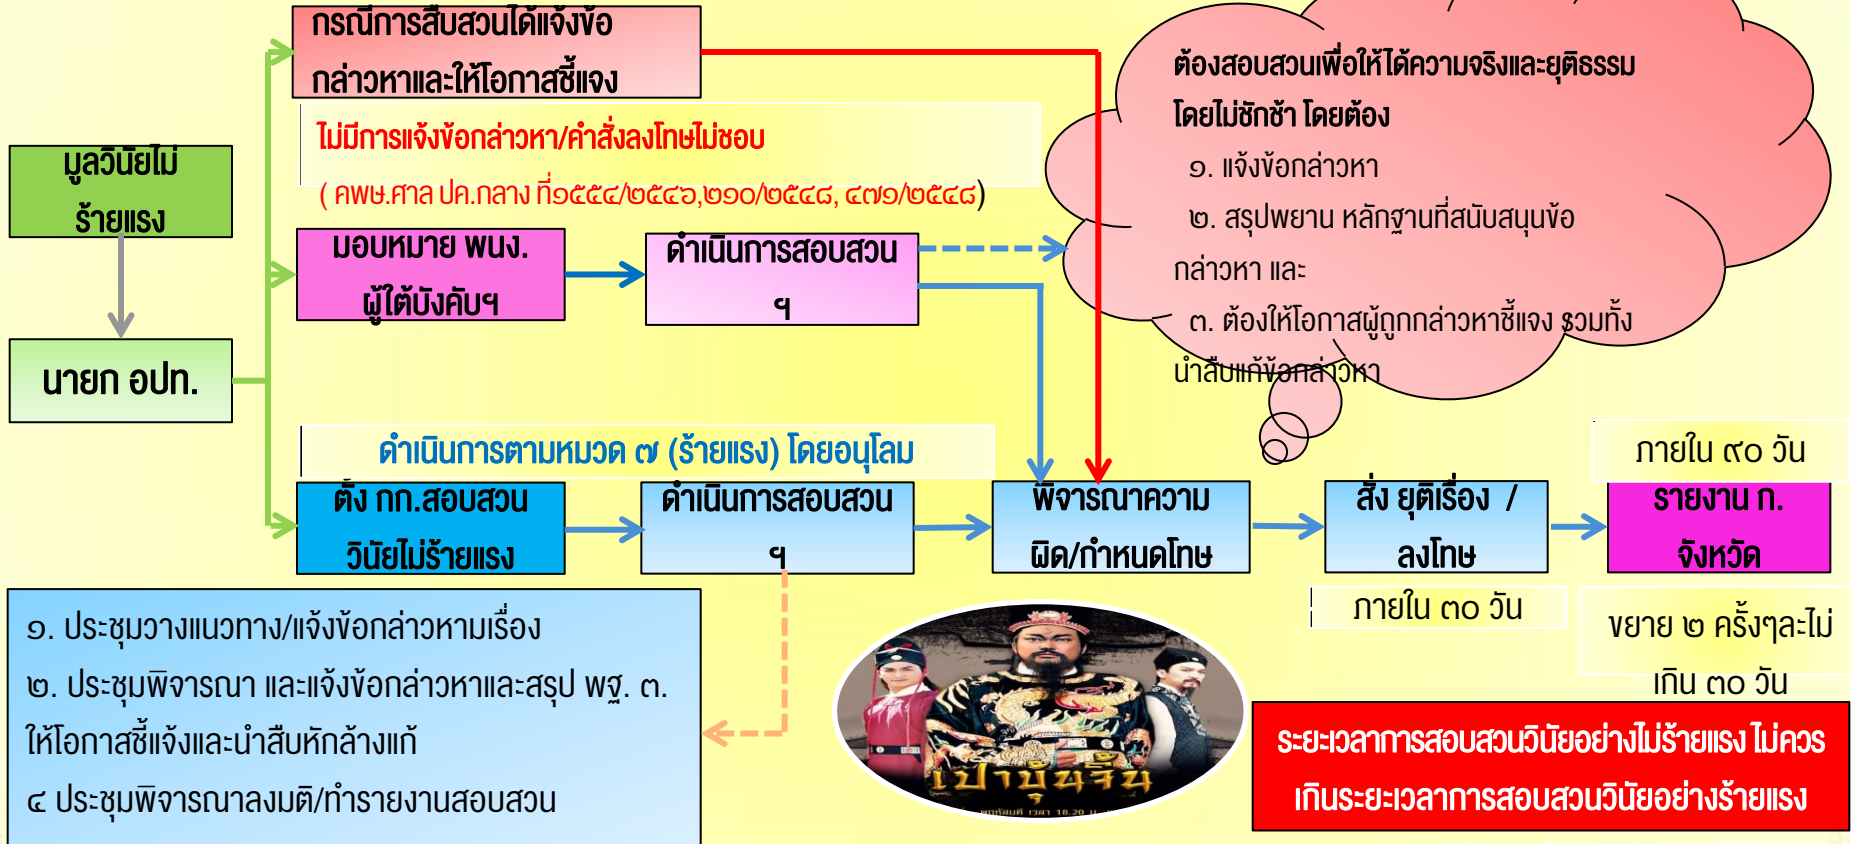 กรณีการสืบสวนได้แจ้งข้อ
กล่าวหาและให้โอกาสชี้แจง
ไม่มีการแจ้งข้อกล่าวหา/คำสั่งลงโทษไม่ชอบ
( คพษ.ศาล ปค.กลาง ที่๑๕๕๔/๒๕๔๖,๒๑๐/๒๕๔๘, ๔๗๑/๒๕๔๘)
ต้องสอบสวนเพื่อให้ได้ความจริงและยุติธรรม
โดยไม่ชักช้า โดยต้อง
๑. แจ้งข้อกล่าวหา
๒. สรุปพยาน หลักฐานที่สนับสนุนข้อ
กล่าวหา และ
๓. ต้องให้โอกาสผู้ถูกกล่าวหาชี้แจง รวมทั้ง
นำสืบแก้ข้อกล่าวหา
มูลวินัยไม่
ร้ายแรง
นายก อปท.
มอบหมาย พนง.
ผู้ใต้บังคับฯ
ดำเนินการสอบสวน
ฯ
ดำเนินการตามหมวด ๗ (ร้ายแรง) โดยอนุโลม
ตั้ง กก.สอบสวน
วินัยไม่ร้ายแรง
ดำเนินการสอบสวน
ฯ
พิจารณาความ
ผิด/กำหนดโทษ
สั่ง ยุติเรื่อง /
ลงโทษ
ภายใน ๓๐ วัน
ภายใน ๙๐ วัน
รายงาน ก.
จังหวัด
ขยาย ๒ ครั้งๆละไม่
เกิน ๓๐ วัน
๑. ประชุมวางแนวทาง/แจ้งข้อกล่าวหามเรื่อง
๒. ประชุมพิจารณา และแจ้งข้อกล่าวหาและสรุป พฐ. ๓.
ให้โอกาสชี้แจงและนำสืบหักล้างแก้
๔ ประชุมพิจารณาลงมติ/ทำรายงานสอบสวน
เปาบุ้นจิ้น
พฤหัสบดี เวลา 18.20 น.
ระยะเวลาการสอบสวนวินัยอย่างไม่ร้ายแรง ไม่ควร
เกินระยะเวลาการสอบสวนวินัยอย่างร้ายแรง